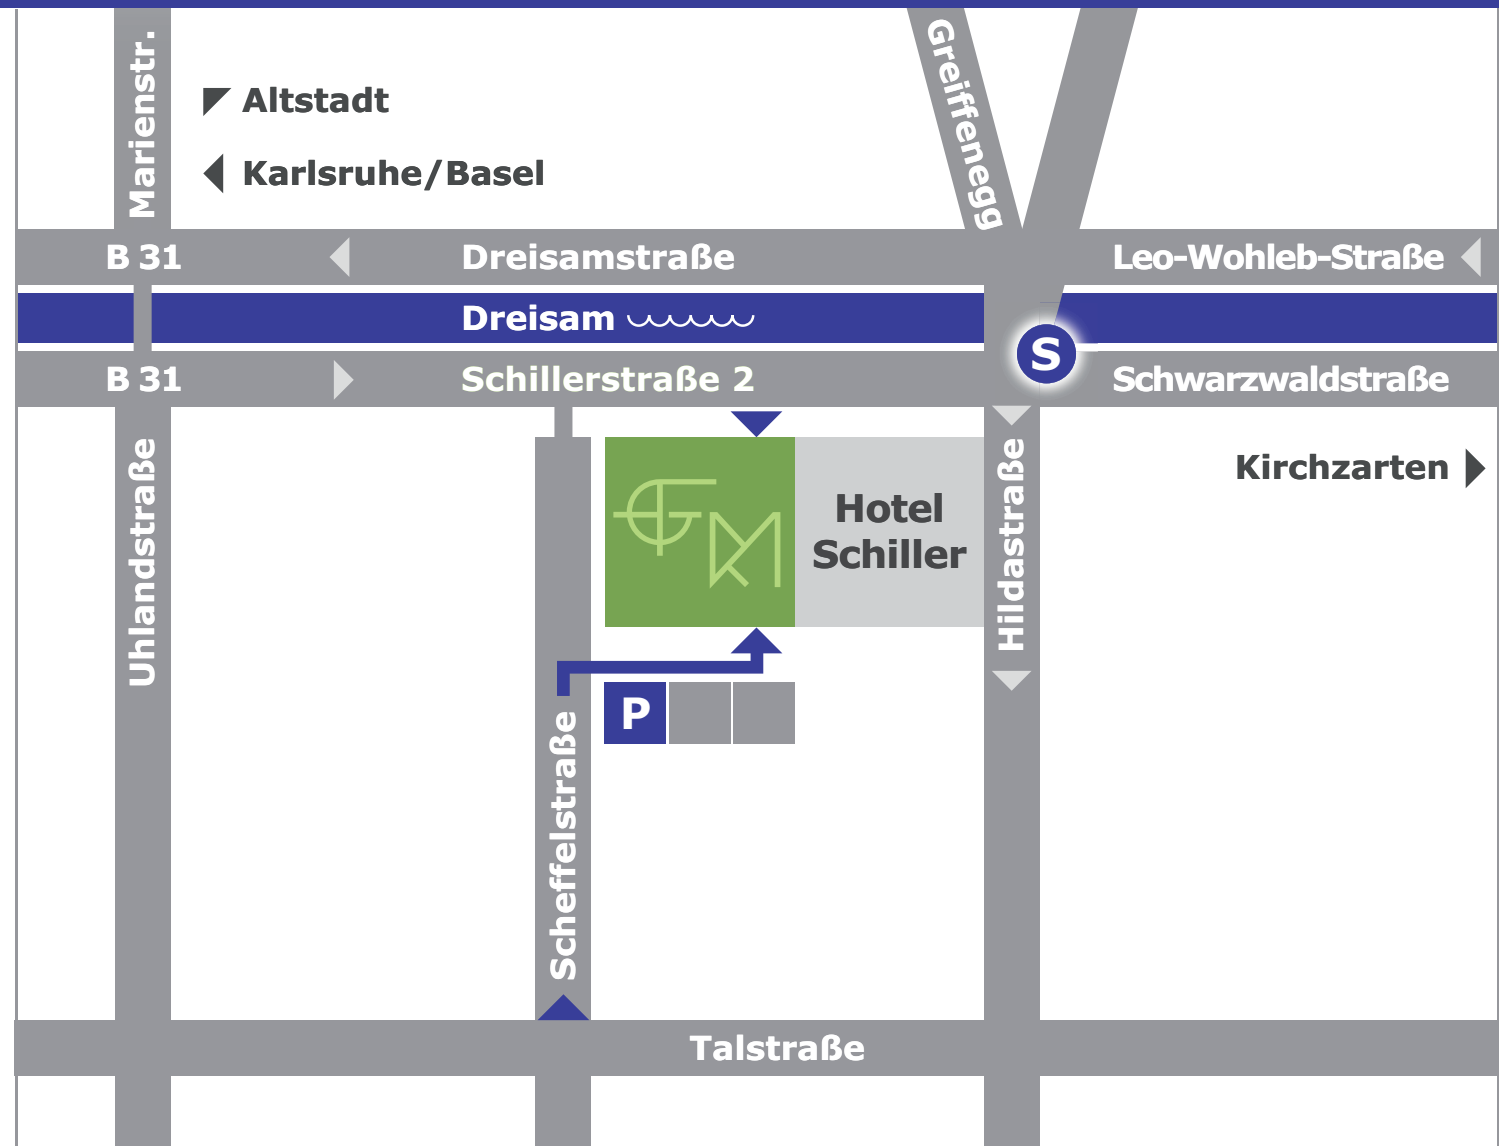 Marienstr.
Altstadt
Karlsruhe/Basel
Greiffenegg
B 31
Dreisamstraße
Leo-Wohleb-Straße
Dreisam
S
B 31
Schillerstraße 2
Schwarzwaldstraße
Uhlandstraße
Hildastraße
Kirchzarten
Hotel
Schiller
P
Scheffelstraße
Talstraße